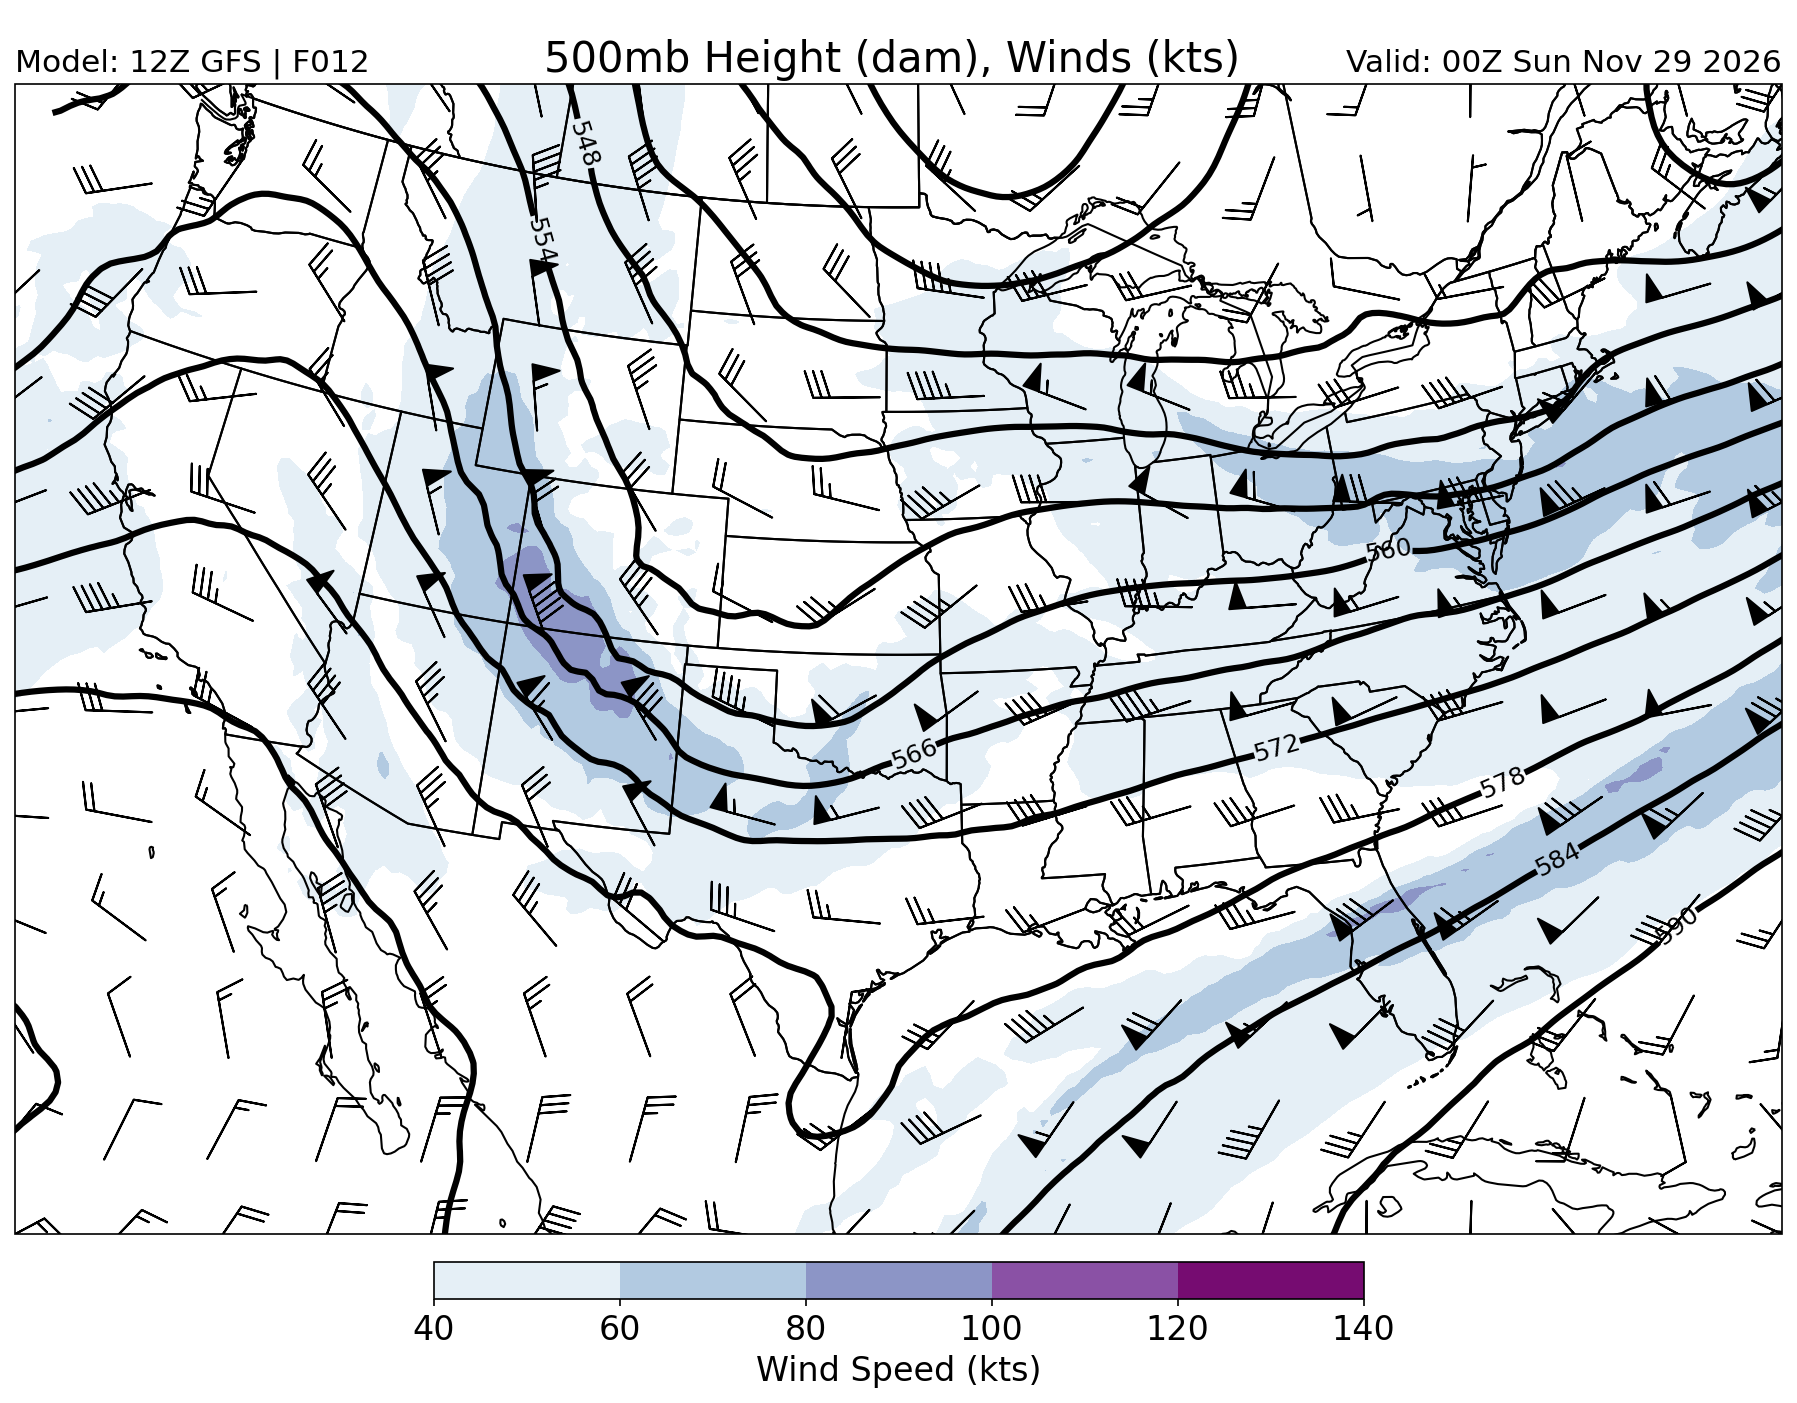 Model: 12Z GFS | F012
500mb Height (dam), Winds (kts)
Valid: 00Z Sun Nov 29 2026
548
554
560
566
572
578
584
590
40 60 80 100 120 140
Wind Speed (kts)